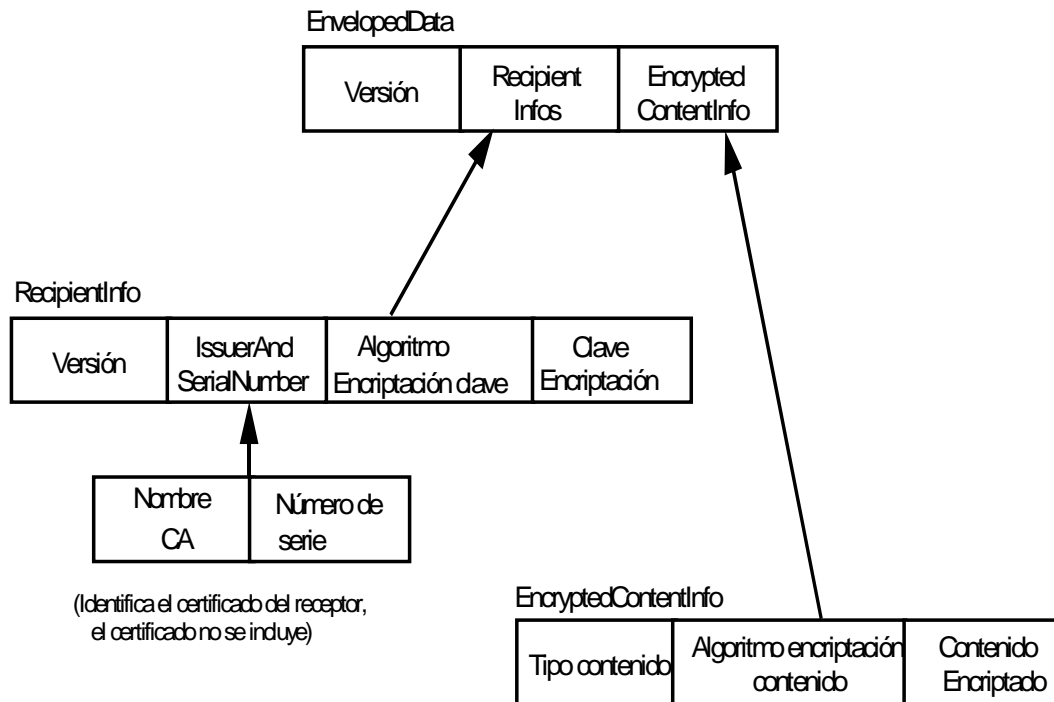 EnvelopedData
Versión
Recipient
Infos
Encrypted
ContentInfo
RecipientInfo
Versión
IssuerAnd
SerialNumber
Algoritmo
Encriptación clave
Clave
Encriptación
Nombre
CA
Número de
serie
(Identifica el certificado del receptor,
el certificado no se incluye)
EncryptedContentInfo
Tipo contenido
Algoritmo encriptación
contenido
Contenido
Encriptado